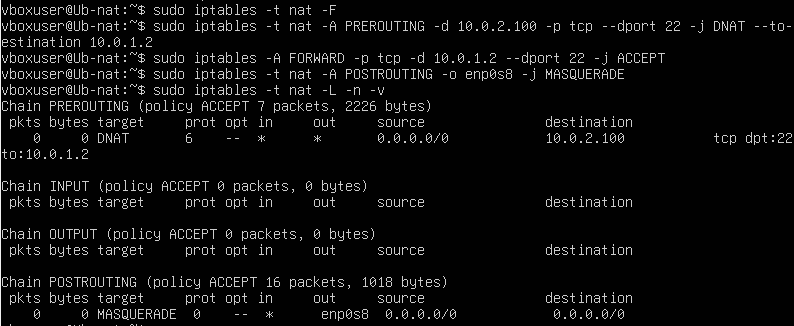 vboxuser@Ub-nat:~$ sudo iptables -t nat -F
vboxuser@Ub-nat:~$ sudo iptables -t nat -A PREROUTING -d 10.0.2.100 -p tcp --dport 22 -j DNAT --to-
estination 10.0.1.2
vboxuser@Ub-nat:~$ sudo iptables -A FORWARD -p tcp -d 10.0.1.2 --dport 22 -j ACCEPT
vboxuser@Ub-nat:~$ sudo iptables -t nat -A POSTROUTING -o enp0s8 -j MASQUERADE
vboxuser@Ub-nat:~$ sudo iptables -t nat -L -n -v
Chain PREROUTING (policy ACCEPT 7 packets, 2226 bytes)
pkts bytes target prot opt in out source destination
0 0 DNAT 6 -- * * 0.0.0.0/0 10.0.2.100 tcp dpt:22
to:10.0.1.2
Chain INPUT (policy ACCEPT 0 packets, 0 bytes)
pkts bytes target prot opt in out source destination
Chain OUTPUT (policy ACCEPT 0 packets, 0 bytes)
pkts bytes target prot opt in out source destination
Chain POSTROUTING (policy ACCEPT 16 packets, 1018 bytes)
pkts bytes target prot opt in out source destination
0 0 MASQUERADE 0 -- * enp0s8 0.0.0.0/0 0.0.0.0/0